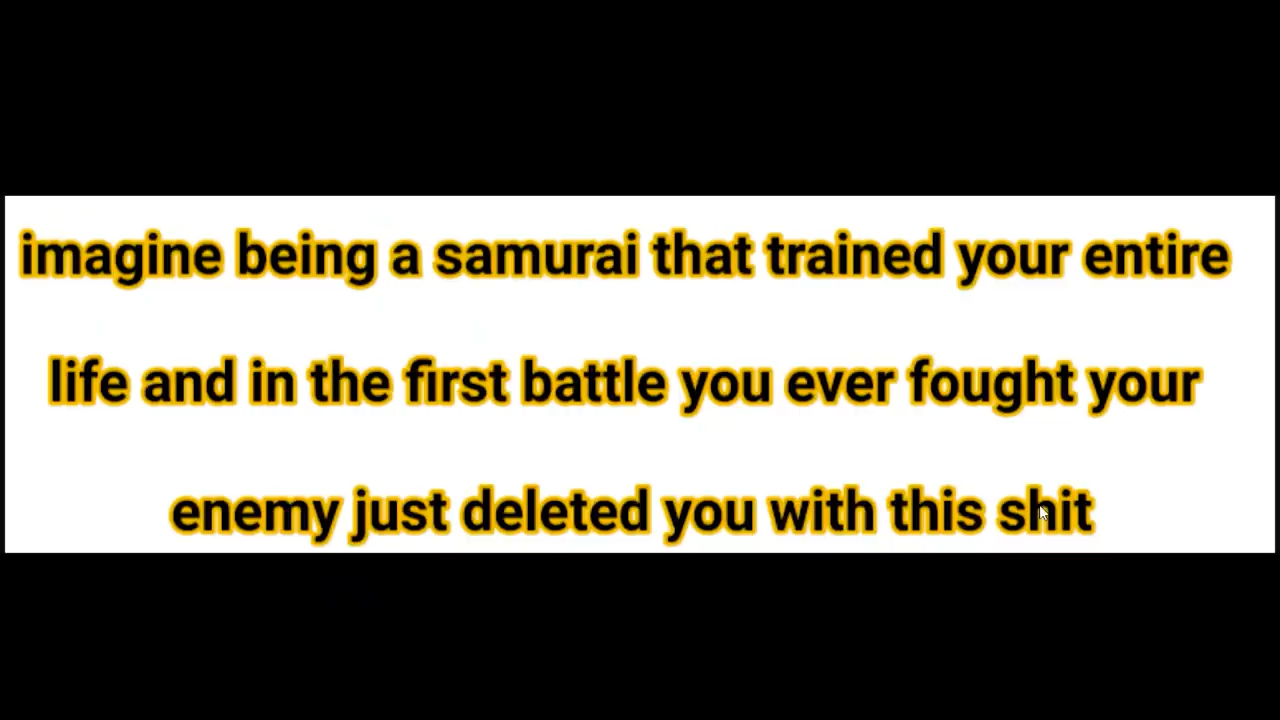 imagine being a samurai that trained your entire
life and in the first battle you ever fought your
enemy just deleted you with this shit